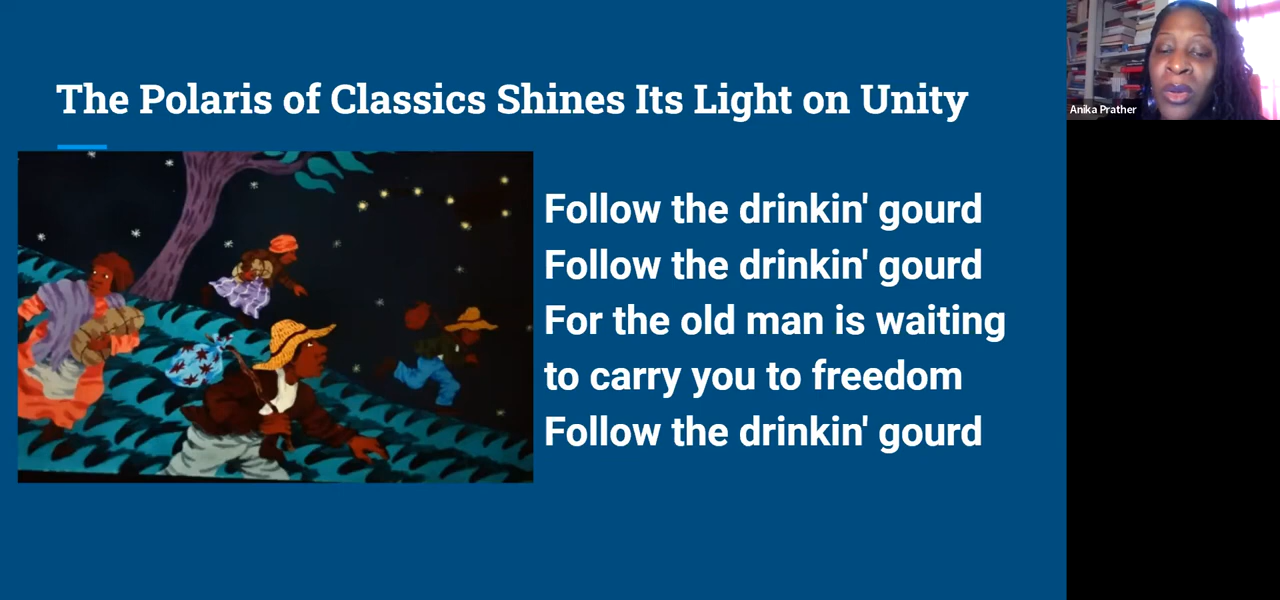 The Polaris of Classics Shines Its Light on Unity
Follow the drinkin' gourd
Follow the drinkin' gourd
For the old man is waiting
to carry you to freedom
Follow the drinkin' gourd
Anika Prather